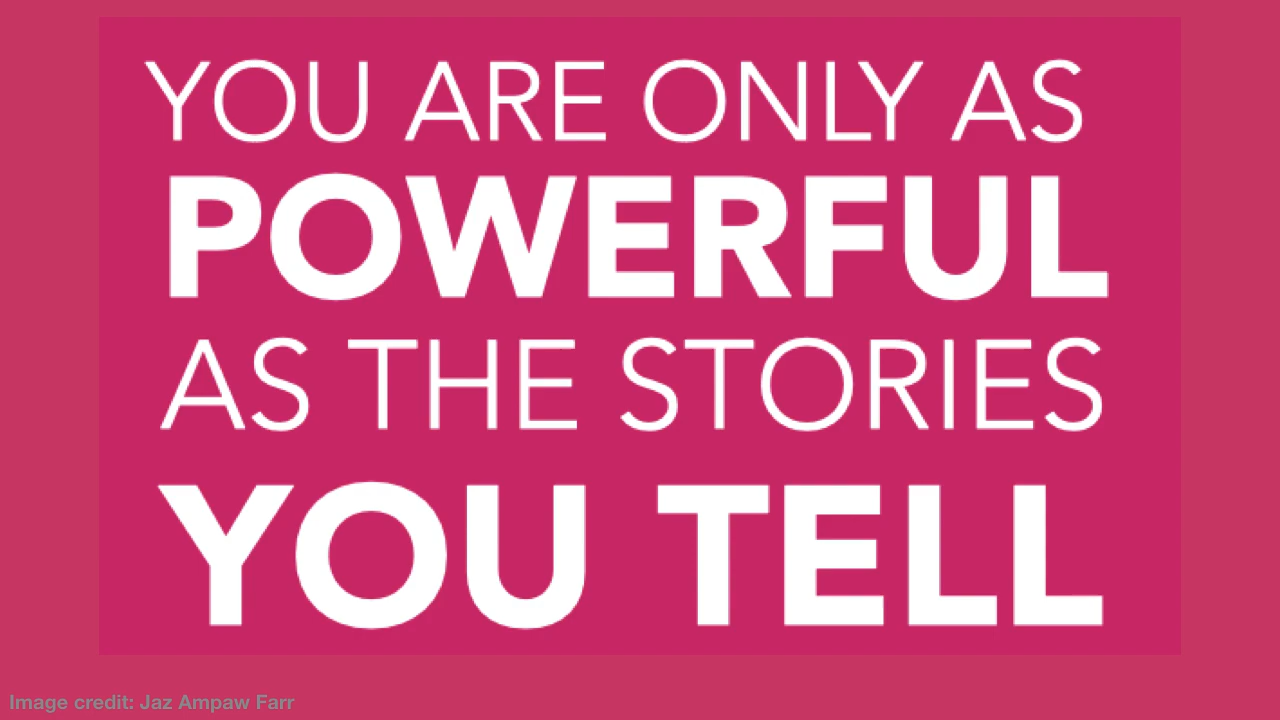 YOU ARE ONLY AS
POWERFUL
AS THE STORIES
YOU TELL
Image credit: Jaz Ampaw Farr